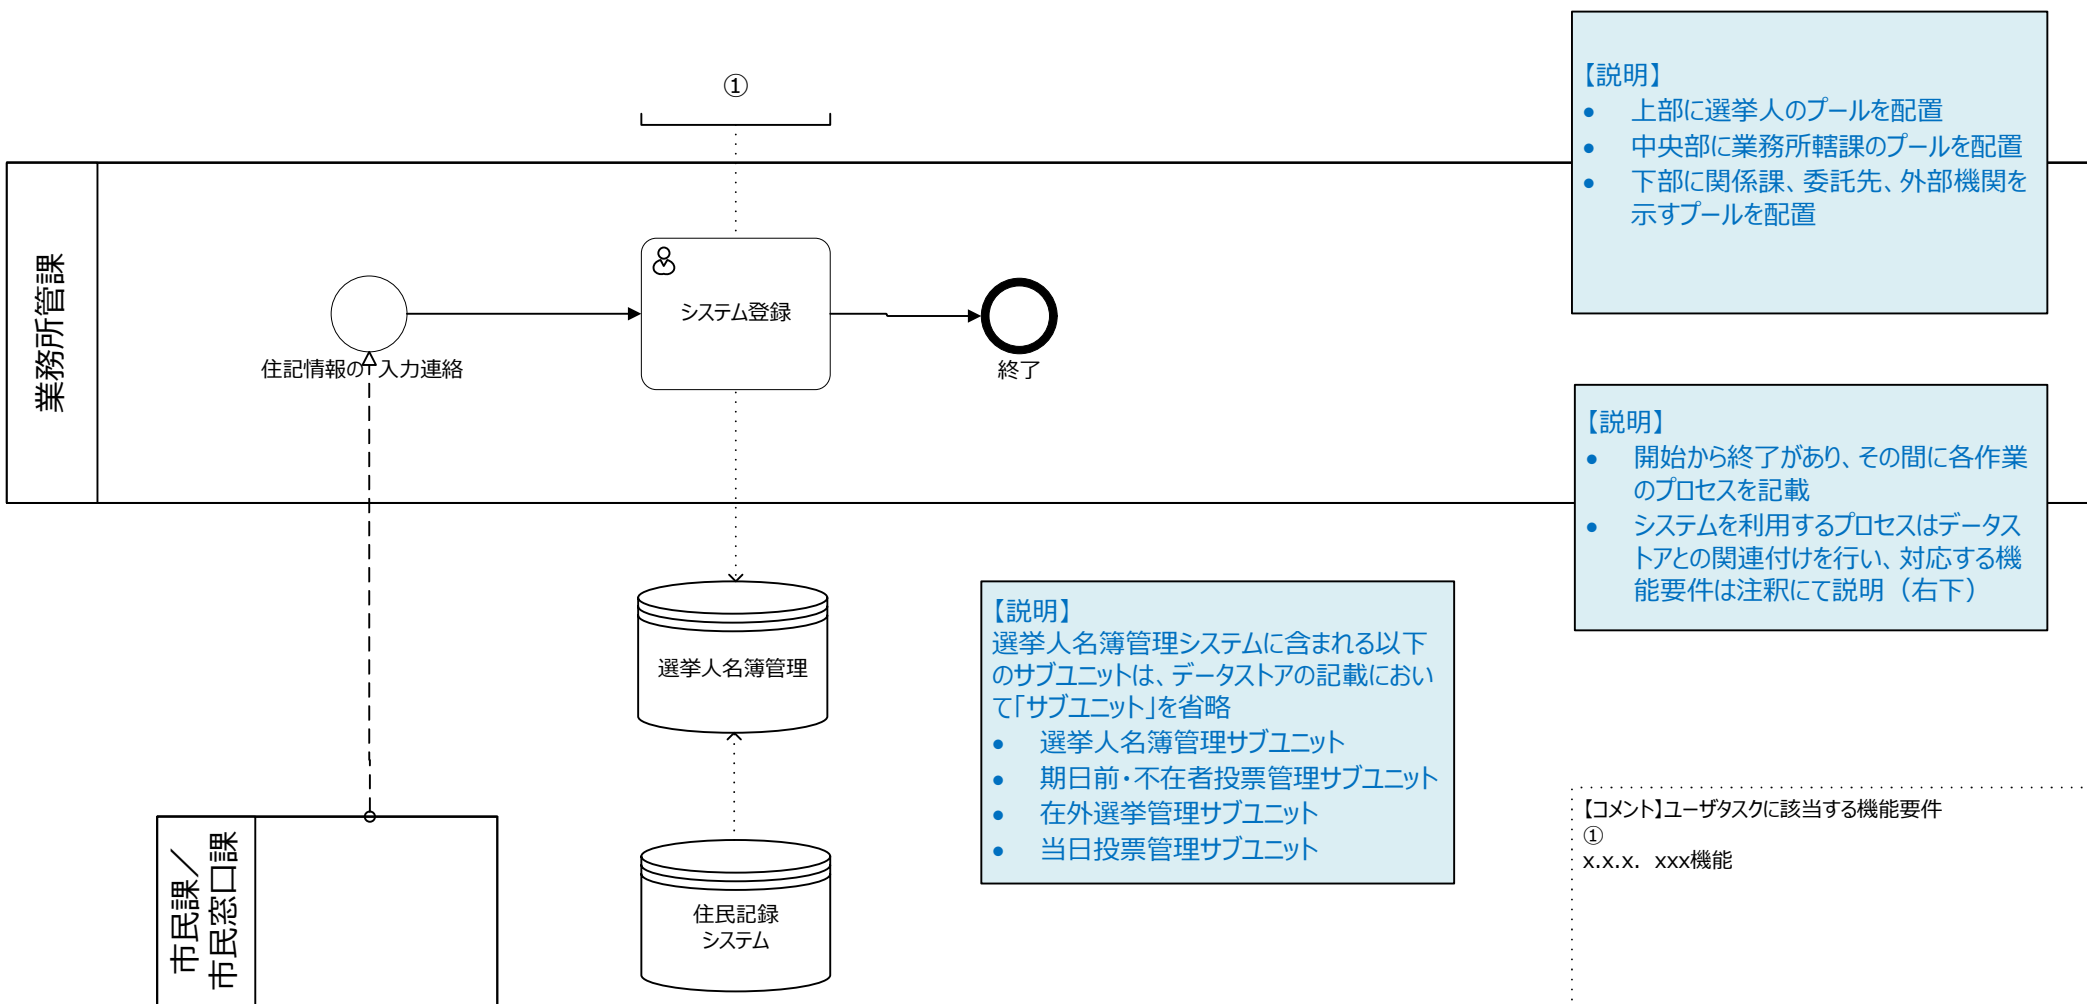 ①
【説明】
• 上部に選挙人のプールを配置
• 中央部に業務所轄課のプールを配置
• 下部に関係課、委託先、外部機関を
示すプールを配置
業務所管課
システム登録
住記情報の 入力連絡
終了
【説明】
• 開始から終了があり、その間に各作業
のプロセスを記載
• システムを利用するプロセスはデータス
トアとの関連付けを行い、対応する機
能要件は注釈にて説明（右下）
選挙人名簿管理
【説明】
選挙人名簿管理システムに含まれる以下
のサブユニットは、データストアの記載におい
て「サブユニット」を省略
• 選挙人名簿管理サブユニット
• 期日前・不在者投票管理サブユニット
• 在外選挙管理サブユニット
• 当日投票管理サブユニット
市民課／
市民窓口課
住民記録
システム
【コメント】ユーザタスクに該当する機能要件
①
x.x.x. xxx機能